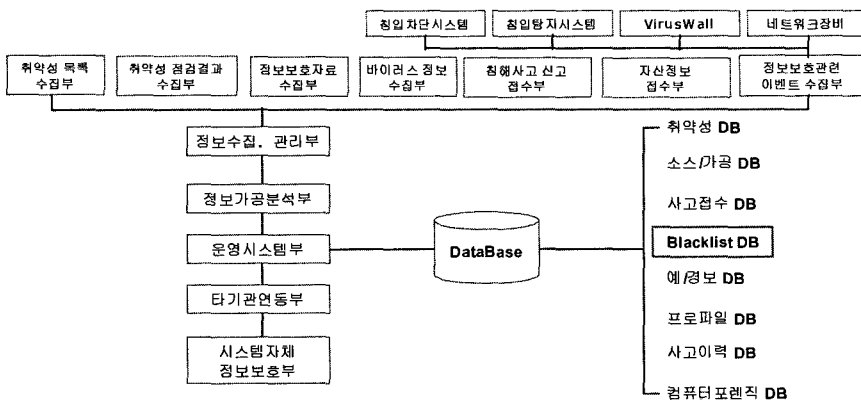 침입차단시스템
침입탐지시스템
VirusWall
네트워크장비
취약성 목록
수집부
취약성 점검결과
수집부
정보보호자료
수집부
바이러스 정보
수집부
침해사고 신고
접수부
자산정보
접수부
정보보호관련
이벤트 수집부
정보수집, 관리부
정보가공분석부
운영시스템부
타기관연동부
시스템자체
정보보호부
DataBase
취약성 DB
소스/가공 DB
사고접수 DB
Blacklist DB
예/경보 DB
프로파일 DB
사고이력 DB
컴퓨터포렌직 DB